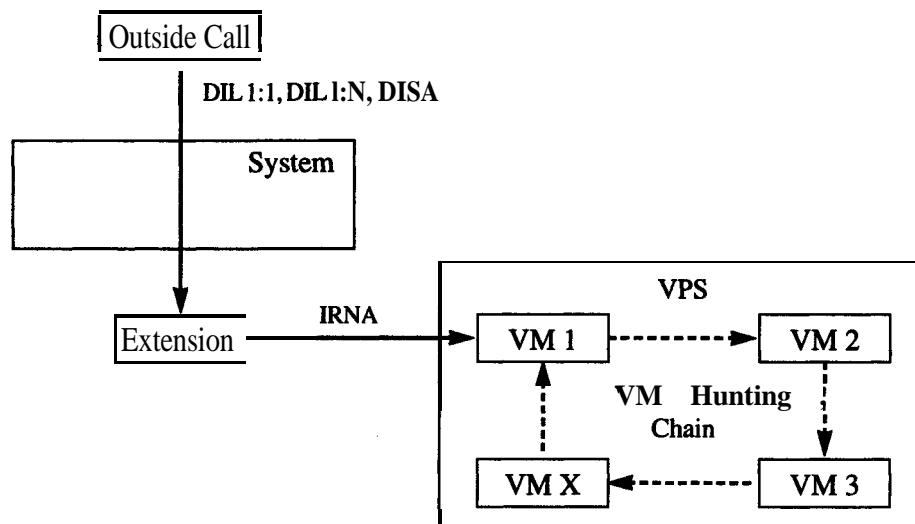 Outside Call
DIL 1:1, DIL 1:N, DISA
System
VPS
IRNA
Extension
VM 1
VM 2
VM Hunting
Chain
VM X
VM 3